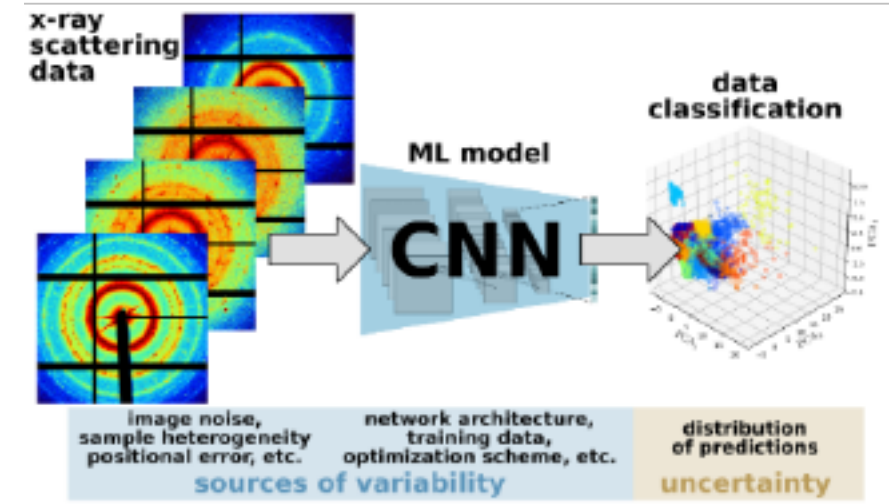 x-ray
scattering
data
ML model
CNN
data
classification
image noise,
sample heterogeneity
positional error, etc.
network architecture,
training data,
optimization scheme, etc.
distribution
of predictions
sources of variability
uncertainty